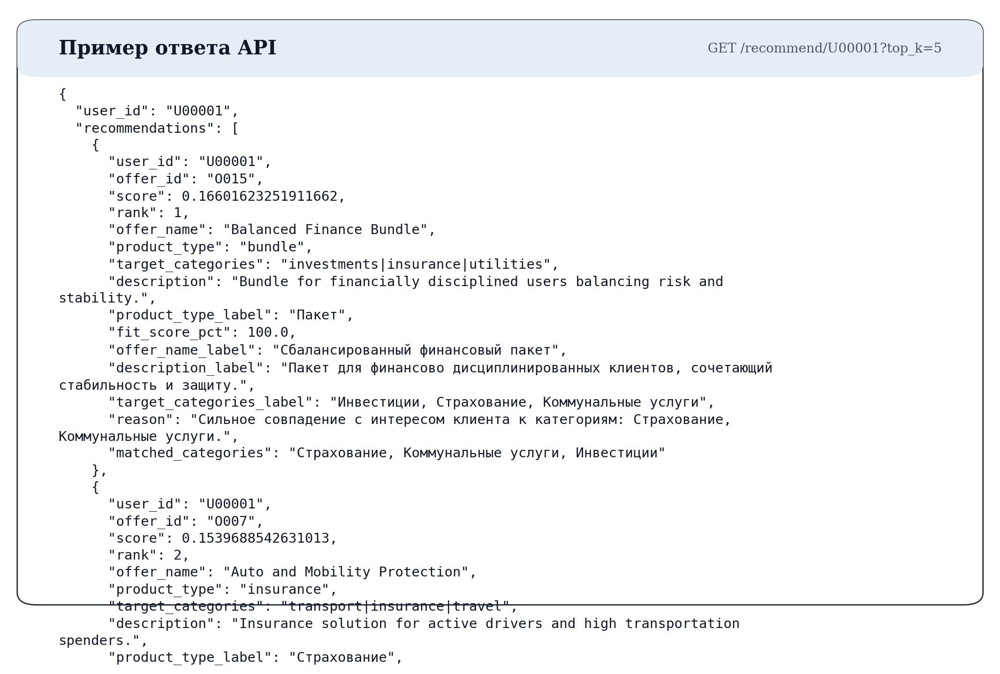 Пример ответа API
GET /recommend/U00001?top_k=5
{
  "user_id": "U00001",
  "recommendations": [
    {
      "user_id": "U00001",
      "offer_id": "O015",
      "score": 0.16601623251911662,
      "rank": 1,
      "offer_name": "Balanced Finance Bundle",
      "product_type": "bundle",
      "target_categories": "investments|insurance|utilities",
      "description": "Bundle for financially disciplined users balancing risk and
stability.",
      "product_type_label": "Пакет",
      "fit_score_pct": 100.0,
      "offer_name_label": "Сбалансированный финансовый пакет",
      "description_label": "Пакет для финансово дисциплинированных клиентов, сочетающий
стабильность и защиту.",
      "target_categories_label": "Инвестиции, Страхование, Коммунальные услуги",
      "reason": "Сильное совпадение с интересом клиента к категориям: Страхование,
Коммунальные услуги.",
      "matched_categories": "Страхование, Коммунальные услуги, Инвестиции"
    },
    {
      "user_id": "U00001",
      "offer_id": "O007",
      "score": 0.1539688542631013,
      "rank": 2,
      "offer_name": "Auto and Mobility Protection",
      "product_type": "insurance",
      "target_categories": "transport|insurance|travel",
      "description": "Insurance solution for active drivers and high transportation
spenders.",
      "product_type_label": "Страхование",